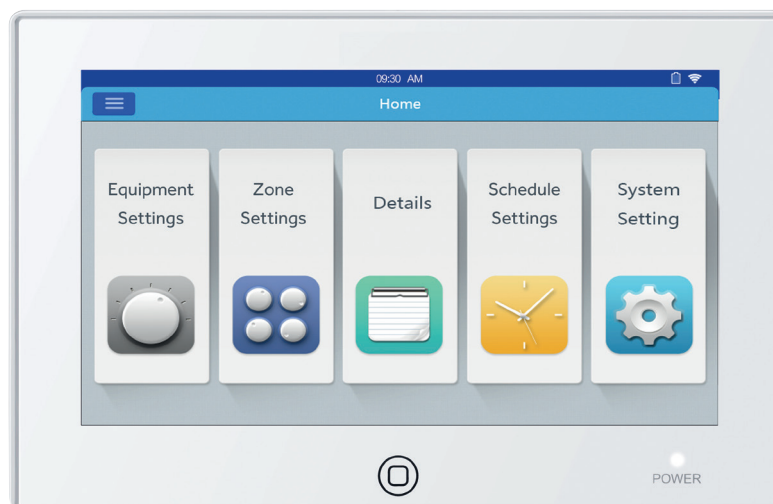 09:30 AM
Home
Equipment
Settings
Zone
Settings
Details
Schedule
Settings
System
Setting
POWER